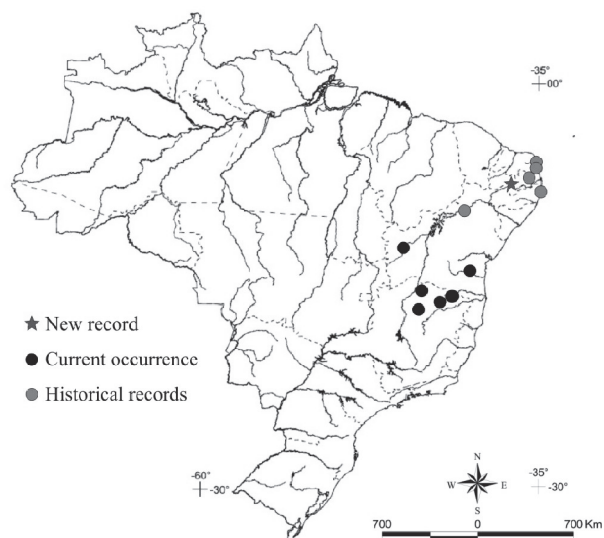 -35°
00°
New record
Current occurrence
Historical records
-60°
-30°
-35°
-30°
N
W E
S
700 0 700 Km